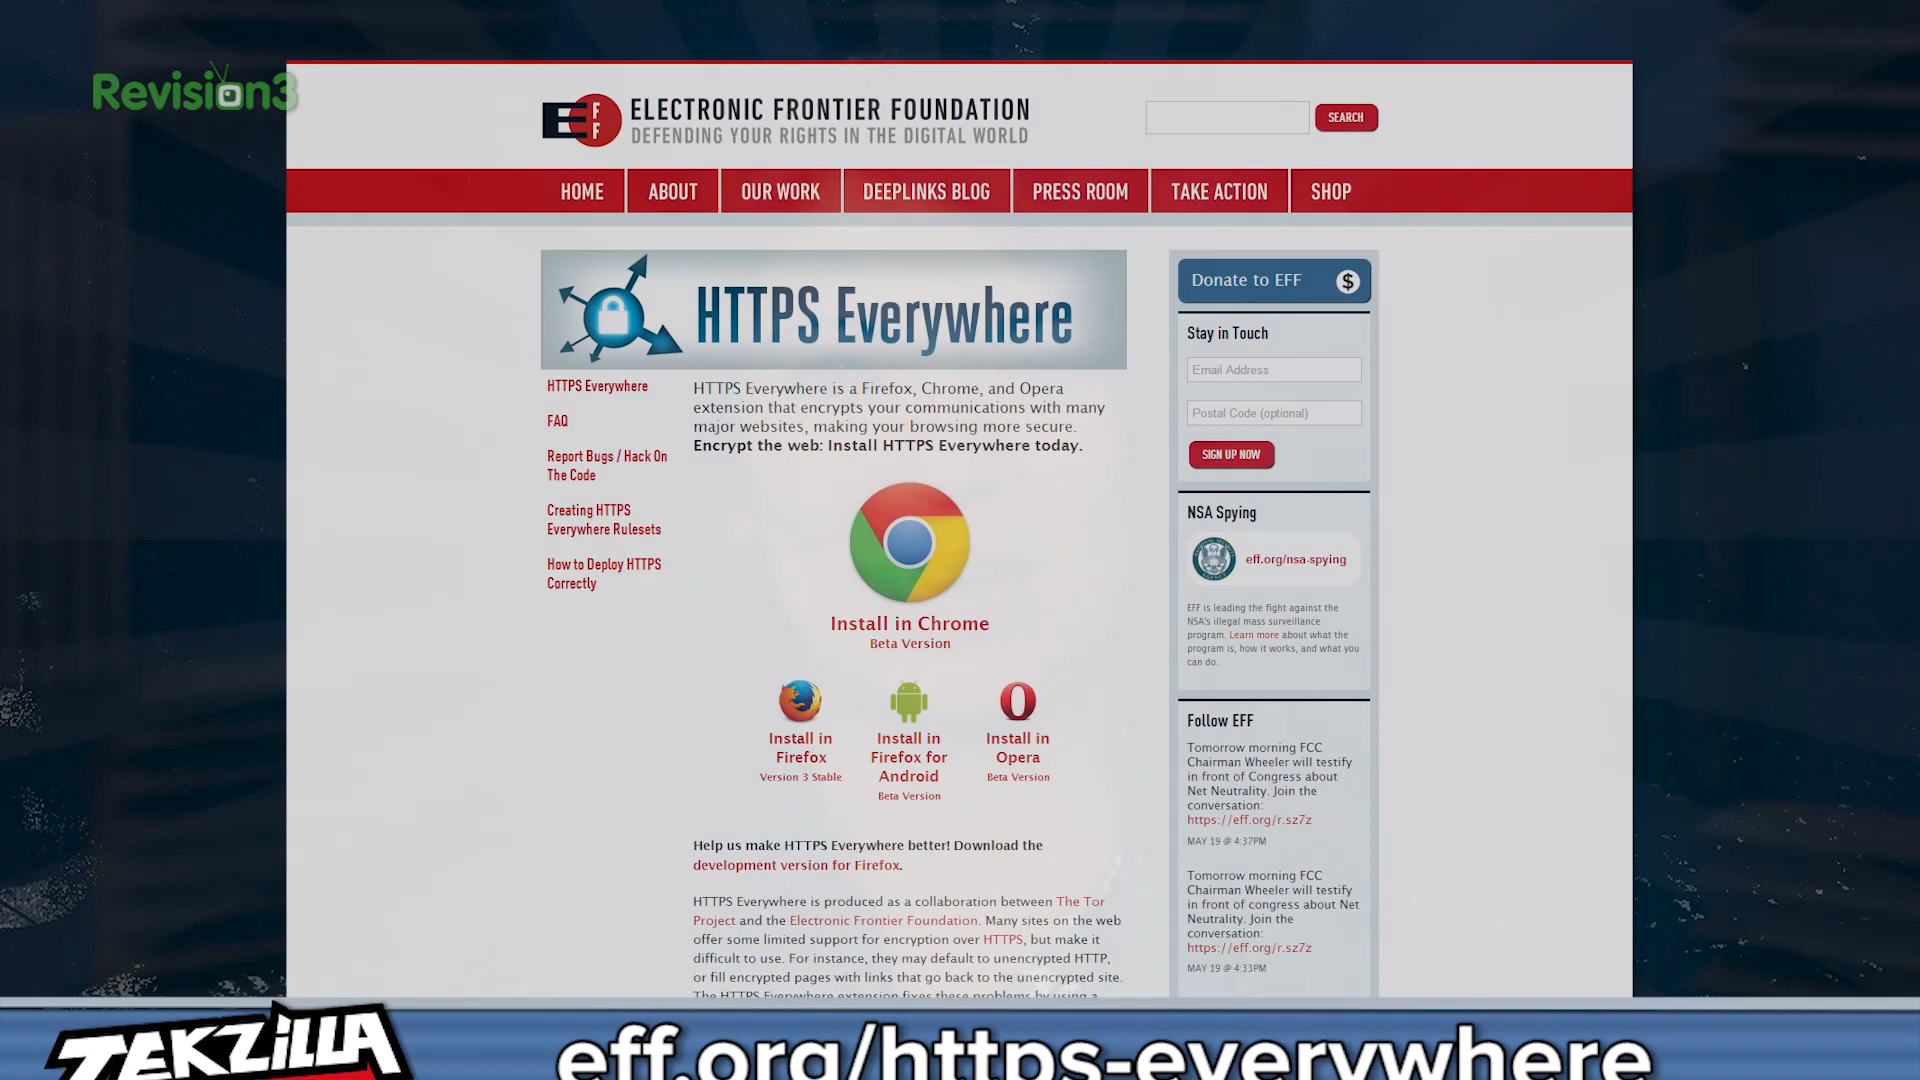 Revision3
EFF
ELECTRONIC FRONTIER FOUNDATION
DEFENDING YOUR RIGHTS IN THE DIGITAL WORLD
SEARCH
HOME
ABOUT
OUR WORK
DEEPLINKS BLOG
PRESS ROOM
TAKE ACTION
SHOP
HTTPS Everywhere
HTTPS Everywhere
FAQ
Report Bugs / Hack On
The Code
Creating HTTPS
Everywhere Rulesets
How to Deploy HTTPS
Correctly
HTTPS Everywhere is a Firefox, Chrome, and Opera
extension that encrypts your communications with many
major websites, making your browsing more secure.
Encrypt the web: Install HTTPS Everywhere today.
Install in Chrome
Beta Version
Install in
Firefox
Version 3 Stable
Install in
Firefox for
Android
Beta Version
Install in
Opera
Beta Version
Help us make HTTPS Everywhere better! Download the
development version for Firefox.
HTTPS Everywhere is produced as a collaboration between The Tor
Project and the Electronic Frontier Foundation. Many sites on the web
offer some limited support for encryption over HTTPS, but make it
difficult to use. For instance, they may default to unencrypted HTTP,
or fill encrypted pages with links that go back to the unencrypted site.
The HTTPS Everywhere extension fixes these problems by using a
Donate to EFF
$
Stay in Touch
Email Address
Postal Code (optional)
SIGN UP NOW
NSA Spying
eff.org/nsa-spying
EFF is leading the fight against the
NSA's illegal mass surveillance
program. Learn more about what the
program is, how it works, and what you
can do.
Follow EFF
Tomorrow morning FCC
Chairman Wheeler will testify
in front of Congress about
Net Neutrality. Join the
conversation:
https://eff.org/r.sz7z
MAY 19 @ 4:37PM
Tomorrow morning FCC
Chairman Wheeler will testify
in front of congress about Net
Neutrality. Join the
conversation:
https://eff.org/r.sz7z
MAY 19 @ 4:33PM
TEKZILLA
eff.org/https-everywhere